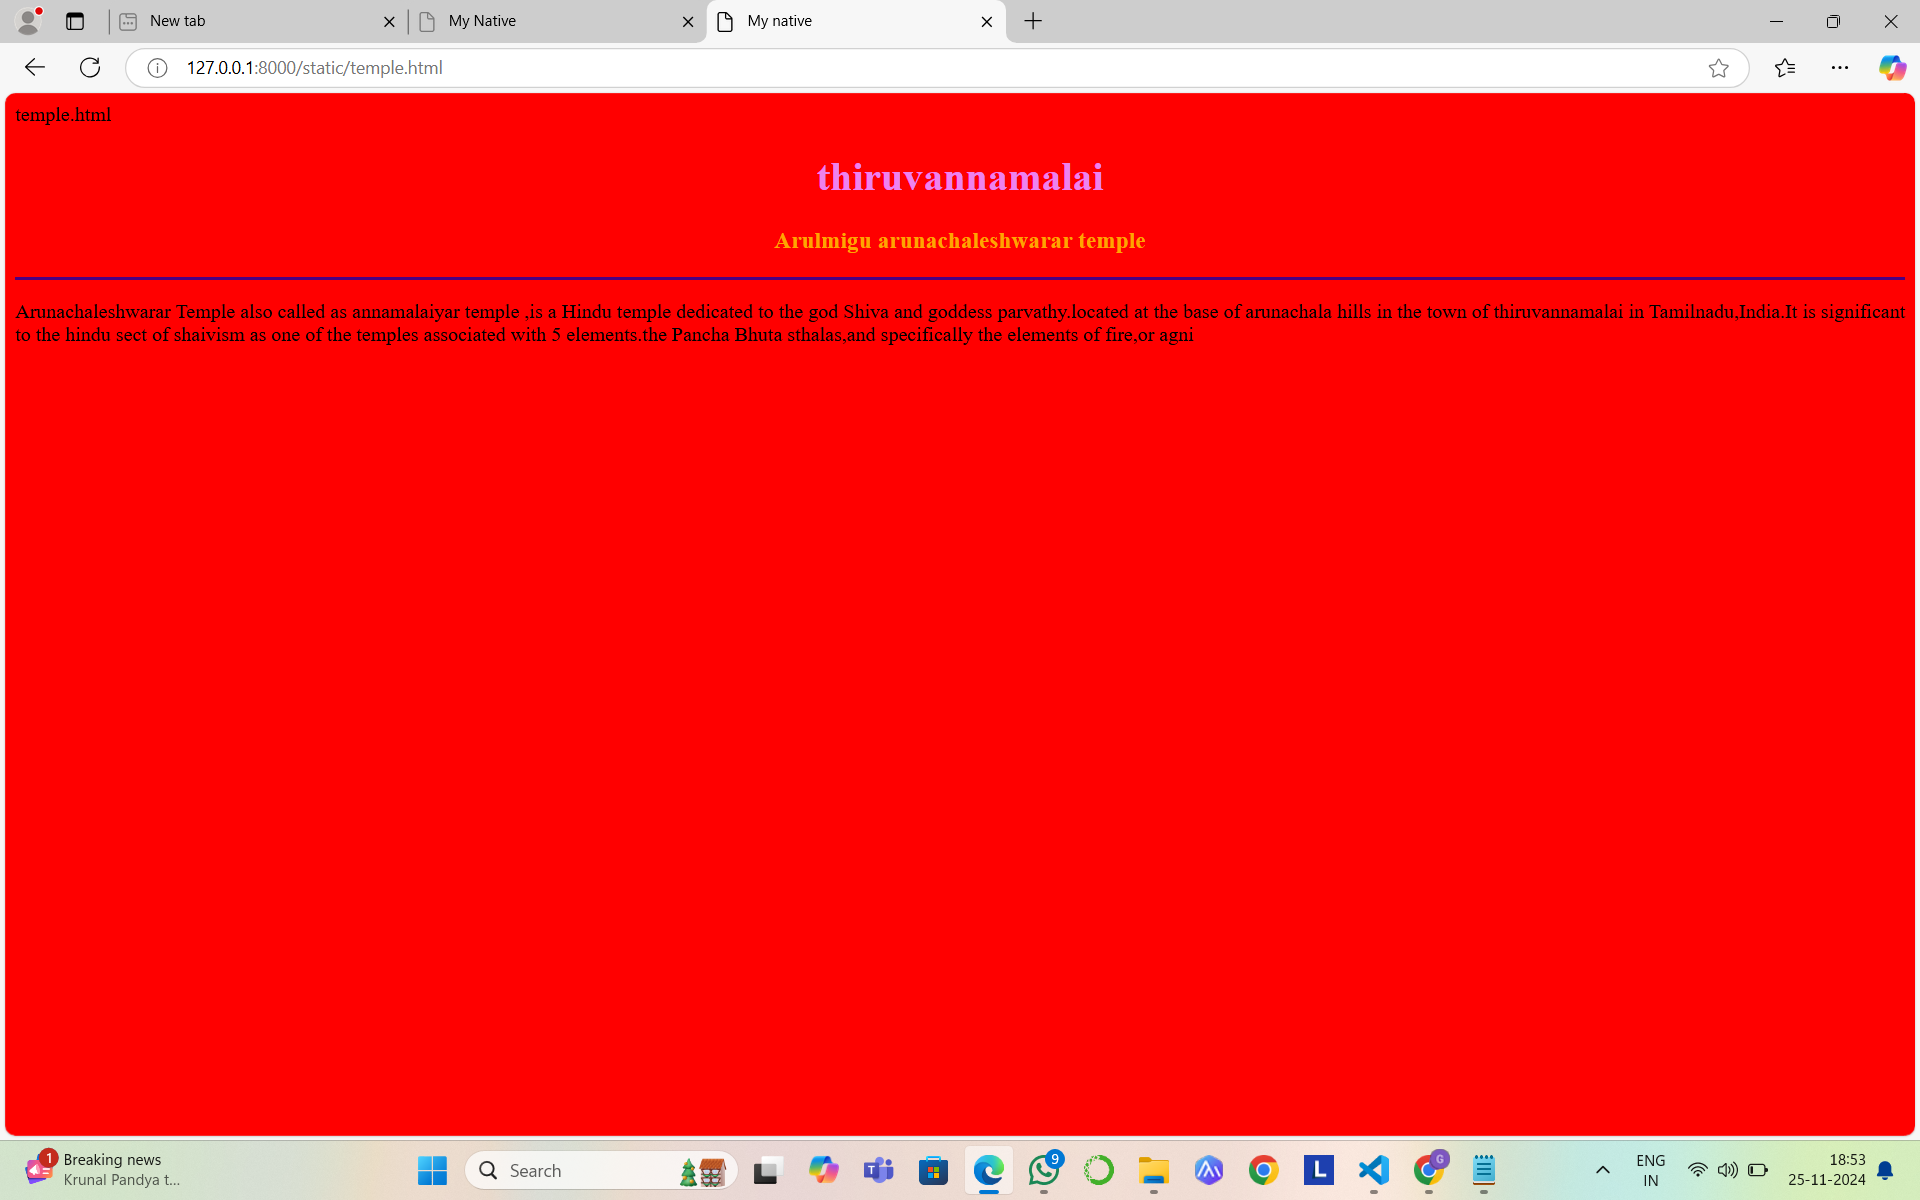 New tab
My Native
My native
127.0.0.1:8000/static/temple.html
temple.html
thiruvannamalai
Arulmigu arunachaleshwarar temple
Arunachaleshwarar Temple also called as annamalaiyar temple ,is a Hindu temple dedicated to the god Shiva and goddess parvathy.located at the base of arunachala hills in the town of thiruvannamalai in Tamilnadu,India.It is significant
to the hindu sect of shaivism as one of the temples associated with 5 elements.the Pancha Bhuta sthalas,and specifically the elements of fire,or agni
1
Breaking news
Krunal Pandya t...
Search
T
9
L
G
ENG
IN
18:53
25-11-2024